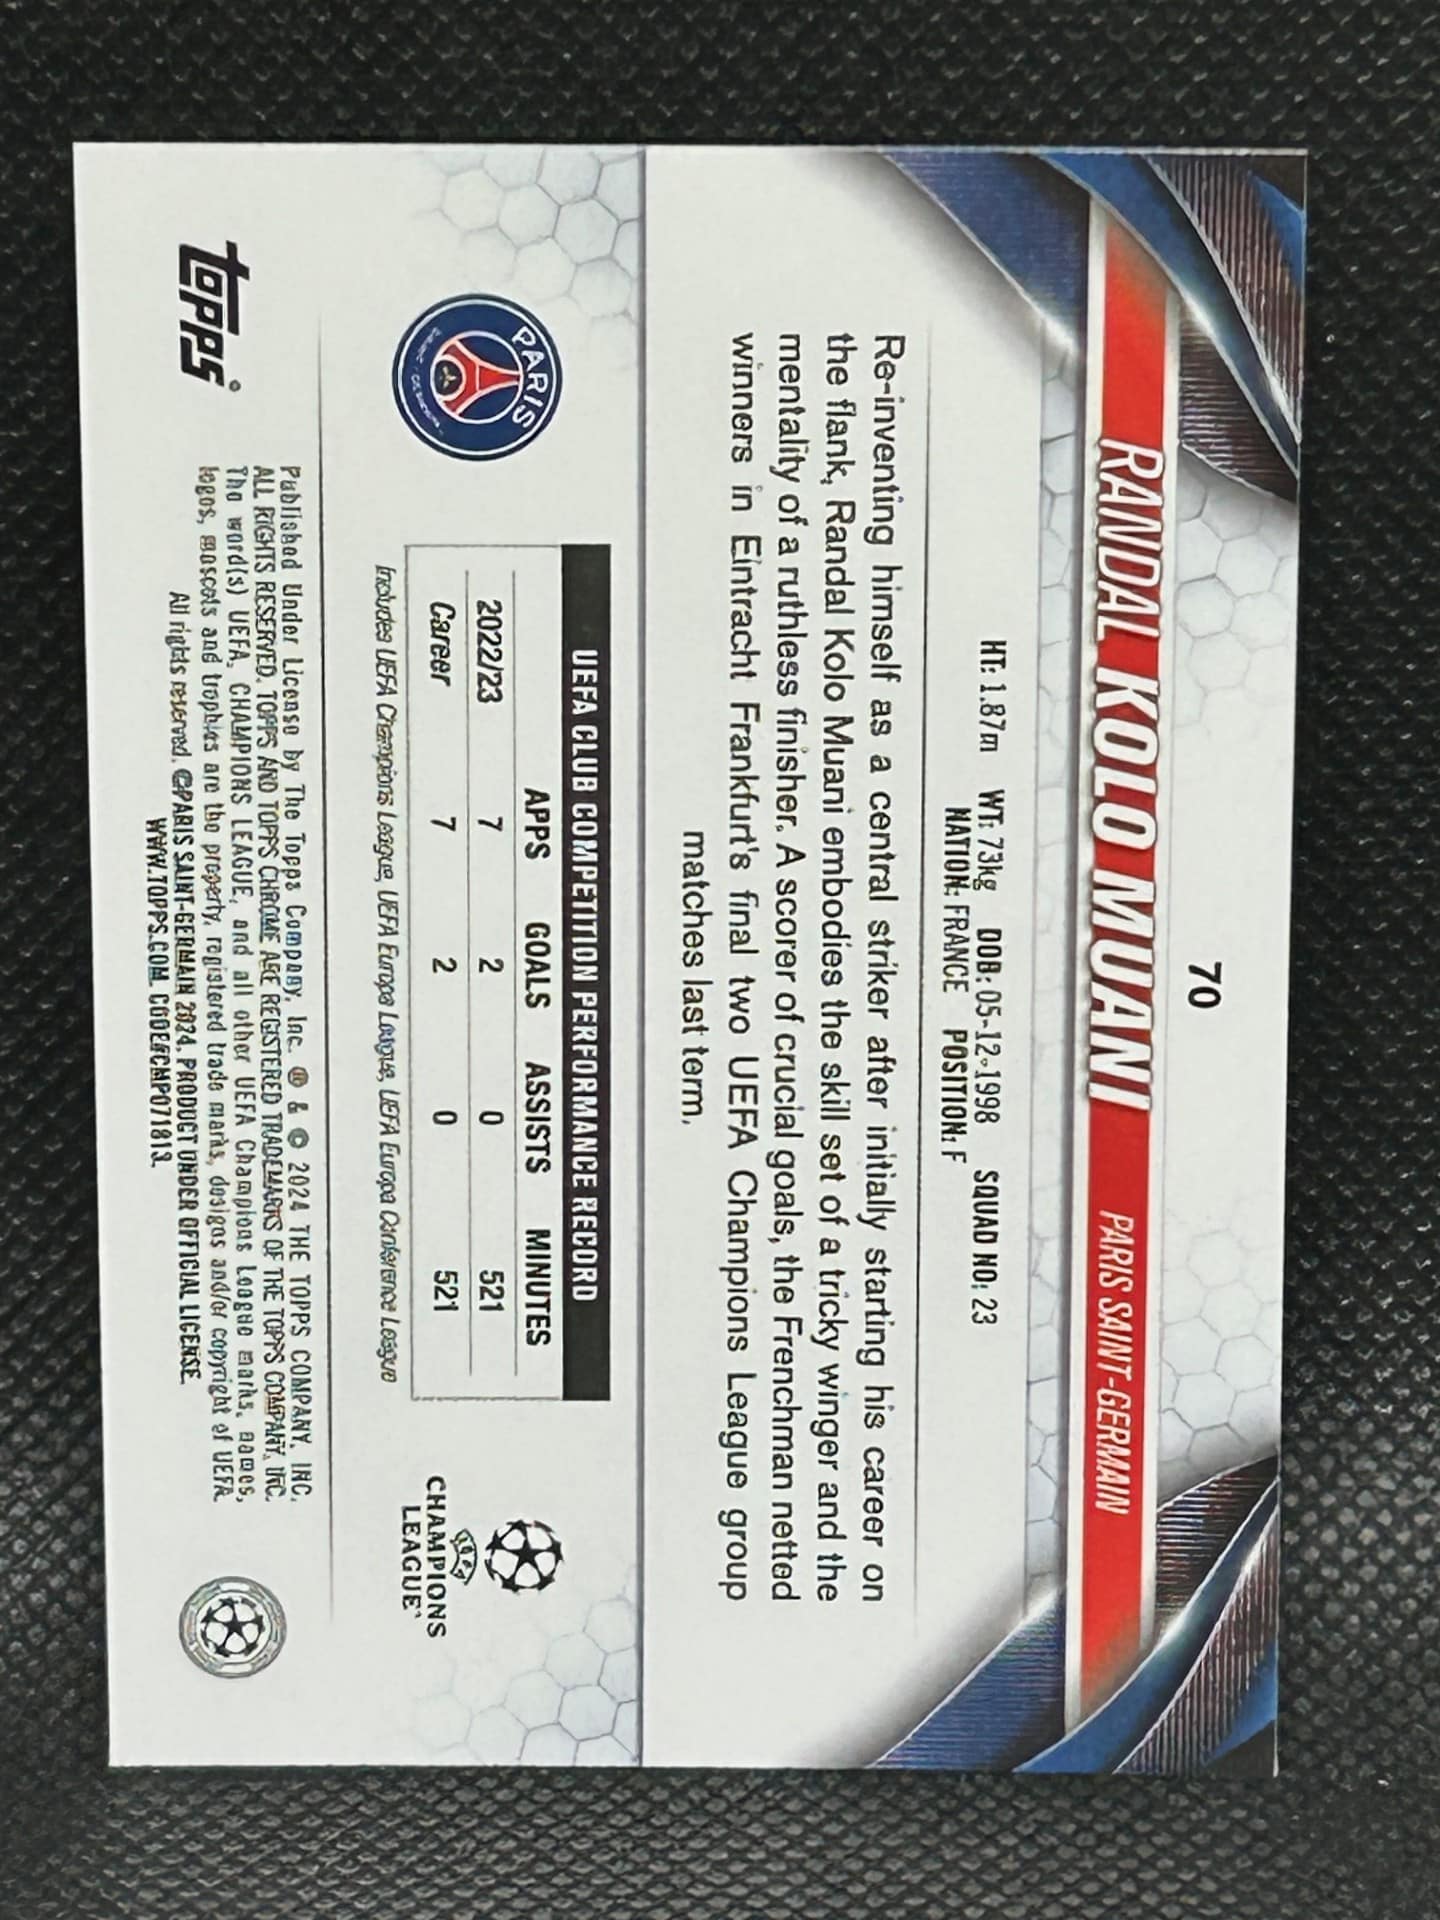 70
RANDAL KOLO MUANI PARIS SAINT-GERMAIN
HT: 1.87m WT: 73kg DOB: 05-12-1998 SQUAD NO: 23
NATION: FRANCE POSITION: F
Re-inventing himself as a central striker after initially starting his career on
the flank, Randal Kolo Muani embodies the skill set of a tricky winger and the
mentality of a ruthless finisher. A scorer of crucial goals, the Frenchman netted
winners in Eintracht Frankfurt's final two UEFA Champions League group
matches last term.
UEFA CLUB COMPETITION PERFORMANCE RECORD
APPS GOALS ASSISTS MINUTES
2022/23 7 2 0 521
Career 7 2 0 521
Includes UEFA Champions League, UEFA Europa League, UEFA Europa Conference League
PARIS
CHAMPIONS
LEAGUE
topps
Published Under License by The Topps Company, Inc. ® & © 2024 THE TOPPS COMPANY, INC.
ALL RIGHTS RESERVED. TOPPS AND TOPPS CHROME ARE REGISTERED TRADEMARKS OF THE TOPPS COMPANY, INC.
The word(s) UEFA, CHAMPIONS LEAGUE, and all other UEFA Champions League marks, names,
logos, mascots and trophies are the property, registered trade marks, designs and/or copyright of UEFA.
All rights reserved. ©PARIS SAINT-GERMAIN 2024. PRODUCT UNDER OFFICIAL LICENSE.
WWW.TOPPS.COM. CODE#CMP071813.